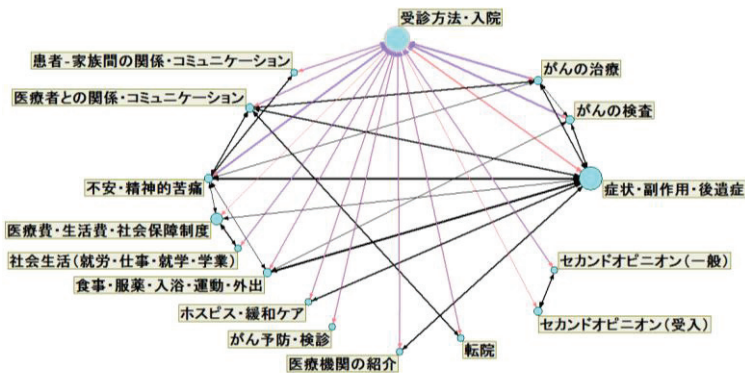 受診方法・入院
患者-家族間の関係・コミュニケーション
がんの治療
医療者との関係・コミュニケーション
がんの検査
不安・精神的苦痛
症状・副作用・後遺症
医療費・生活費・社会保障制度
社会生活(就労・仕事・就学・学業)
セカンドオピニオン(一般)
食事・服薬・入浴・運動・外出
ホスピス・緩和ケア
セカンドオピニオン(受入)
がん予防・検診
転院
医療機関の紹介